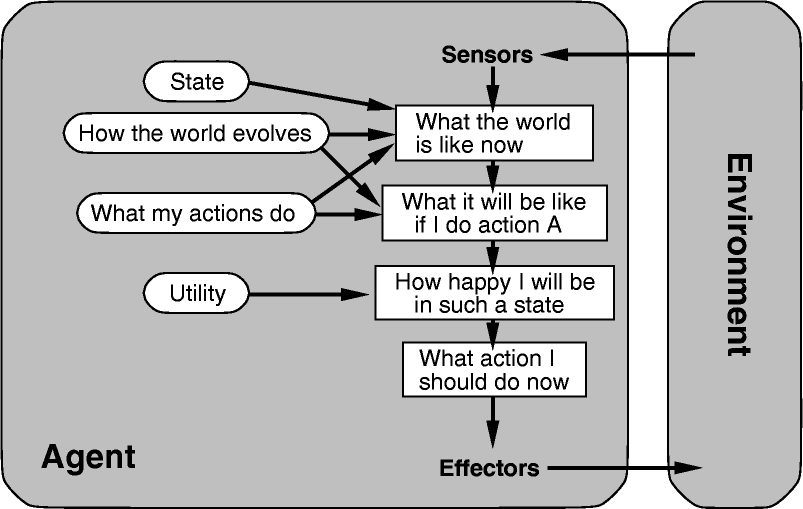 Sensors
State
How the world evolves
What my actions do
Utility
What the world
is like now
What it will be like
if I do action A
How happy I will be
in such a state
What action I
should do now
Effectors
Agent
Environment